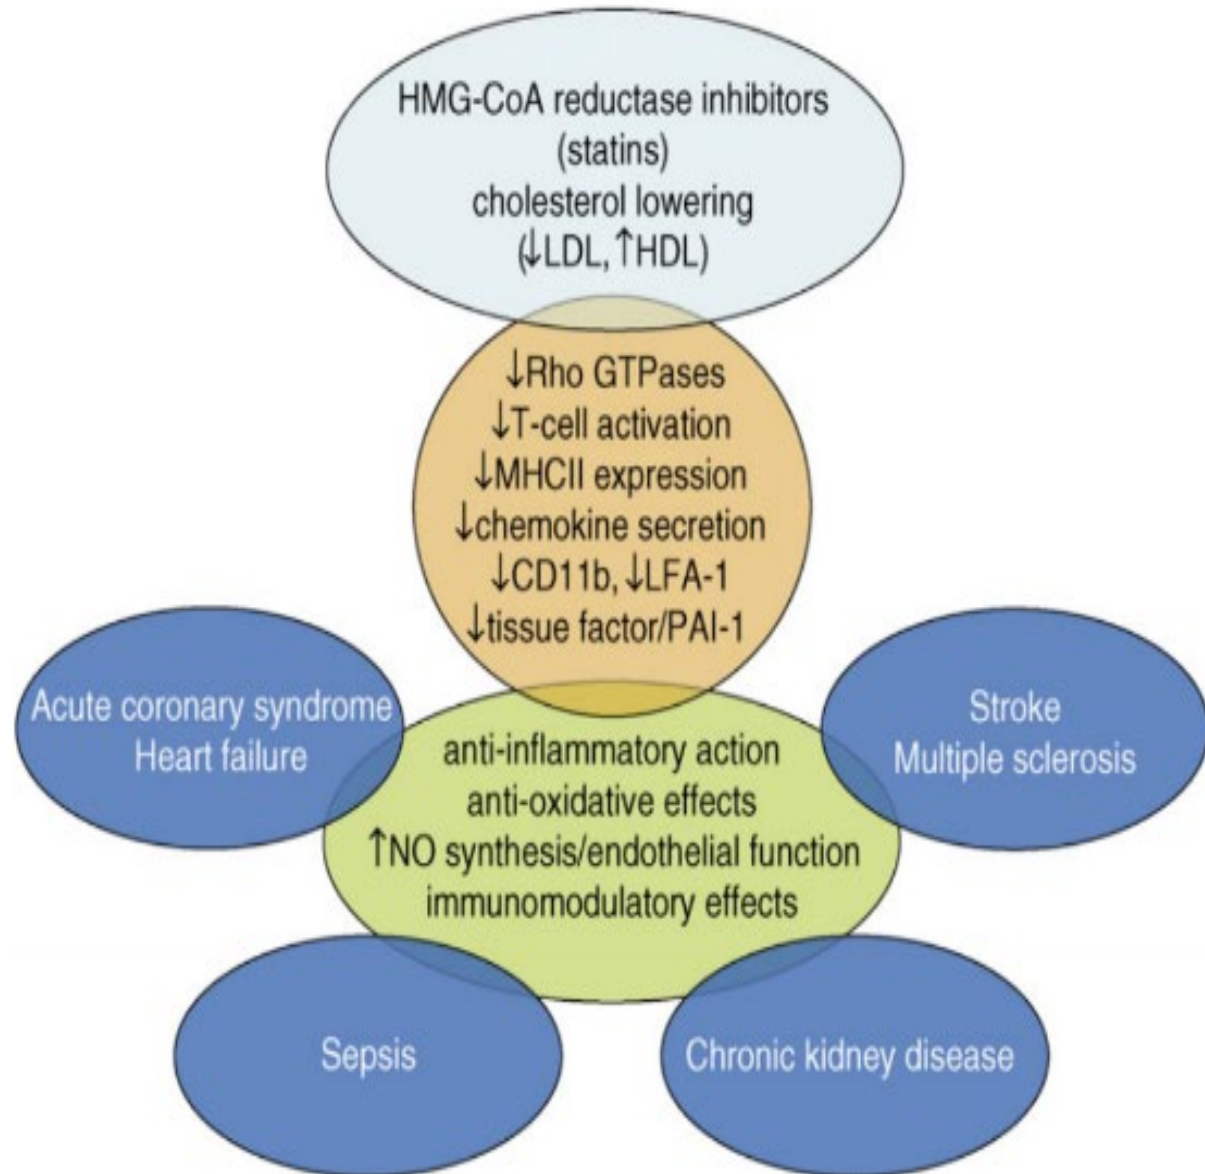 HMG-CoA reductase inhibitors
(statins)
cholesterol lowering
(↓LDL, ↑HDL)
↓Rho GTPases
↓T-cell activation
↓MHCII expression
↓chemokine secretion
↓CD11b, ↓LFA-1
↓tissue factor/PAI-1
Acute coronary syndrome
Heart failure
Stroke
Multiple sclerosis
anti-inflammatory action
anti-oxidative effects
↑NO synthesis/endothelial function
immunomodulatory effects
Sepsis
Chronic kidney disease